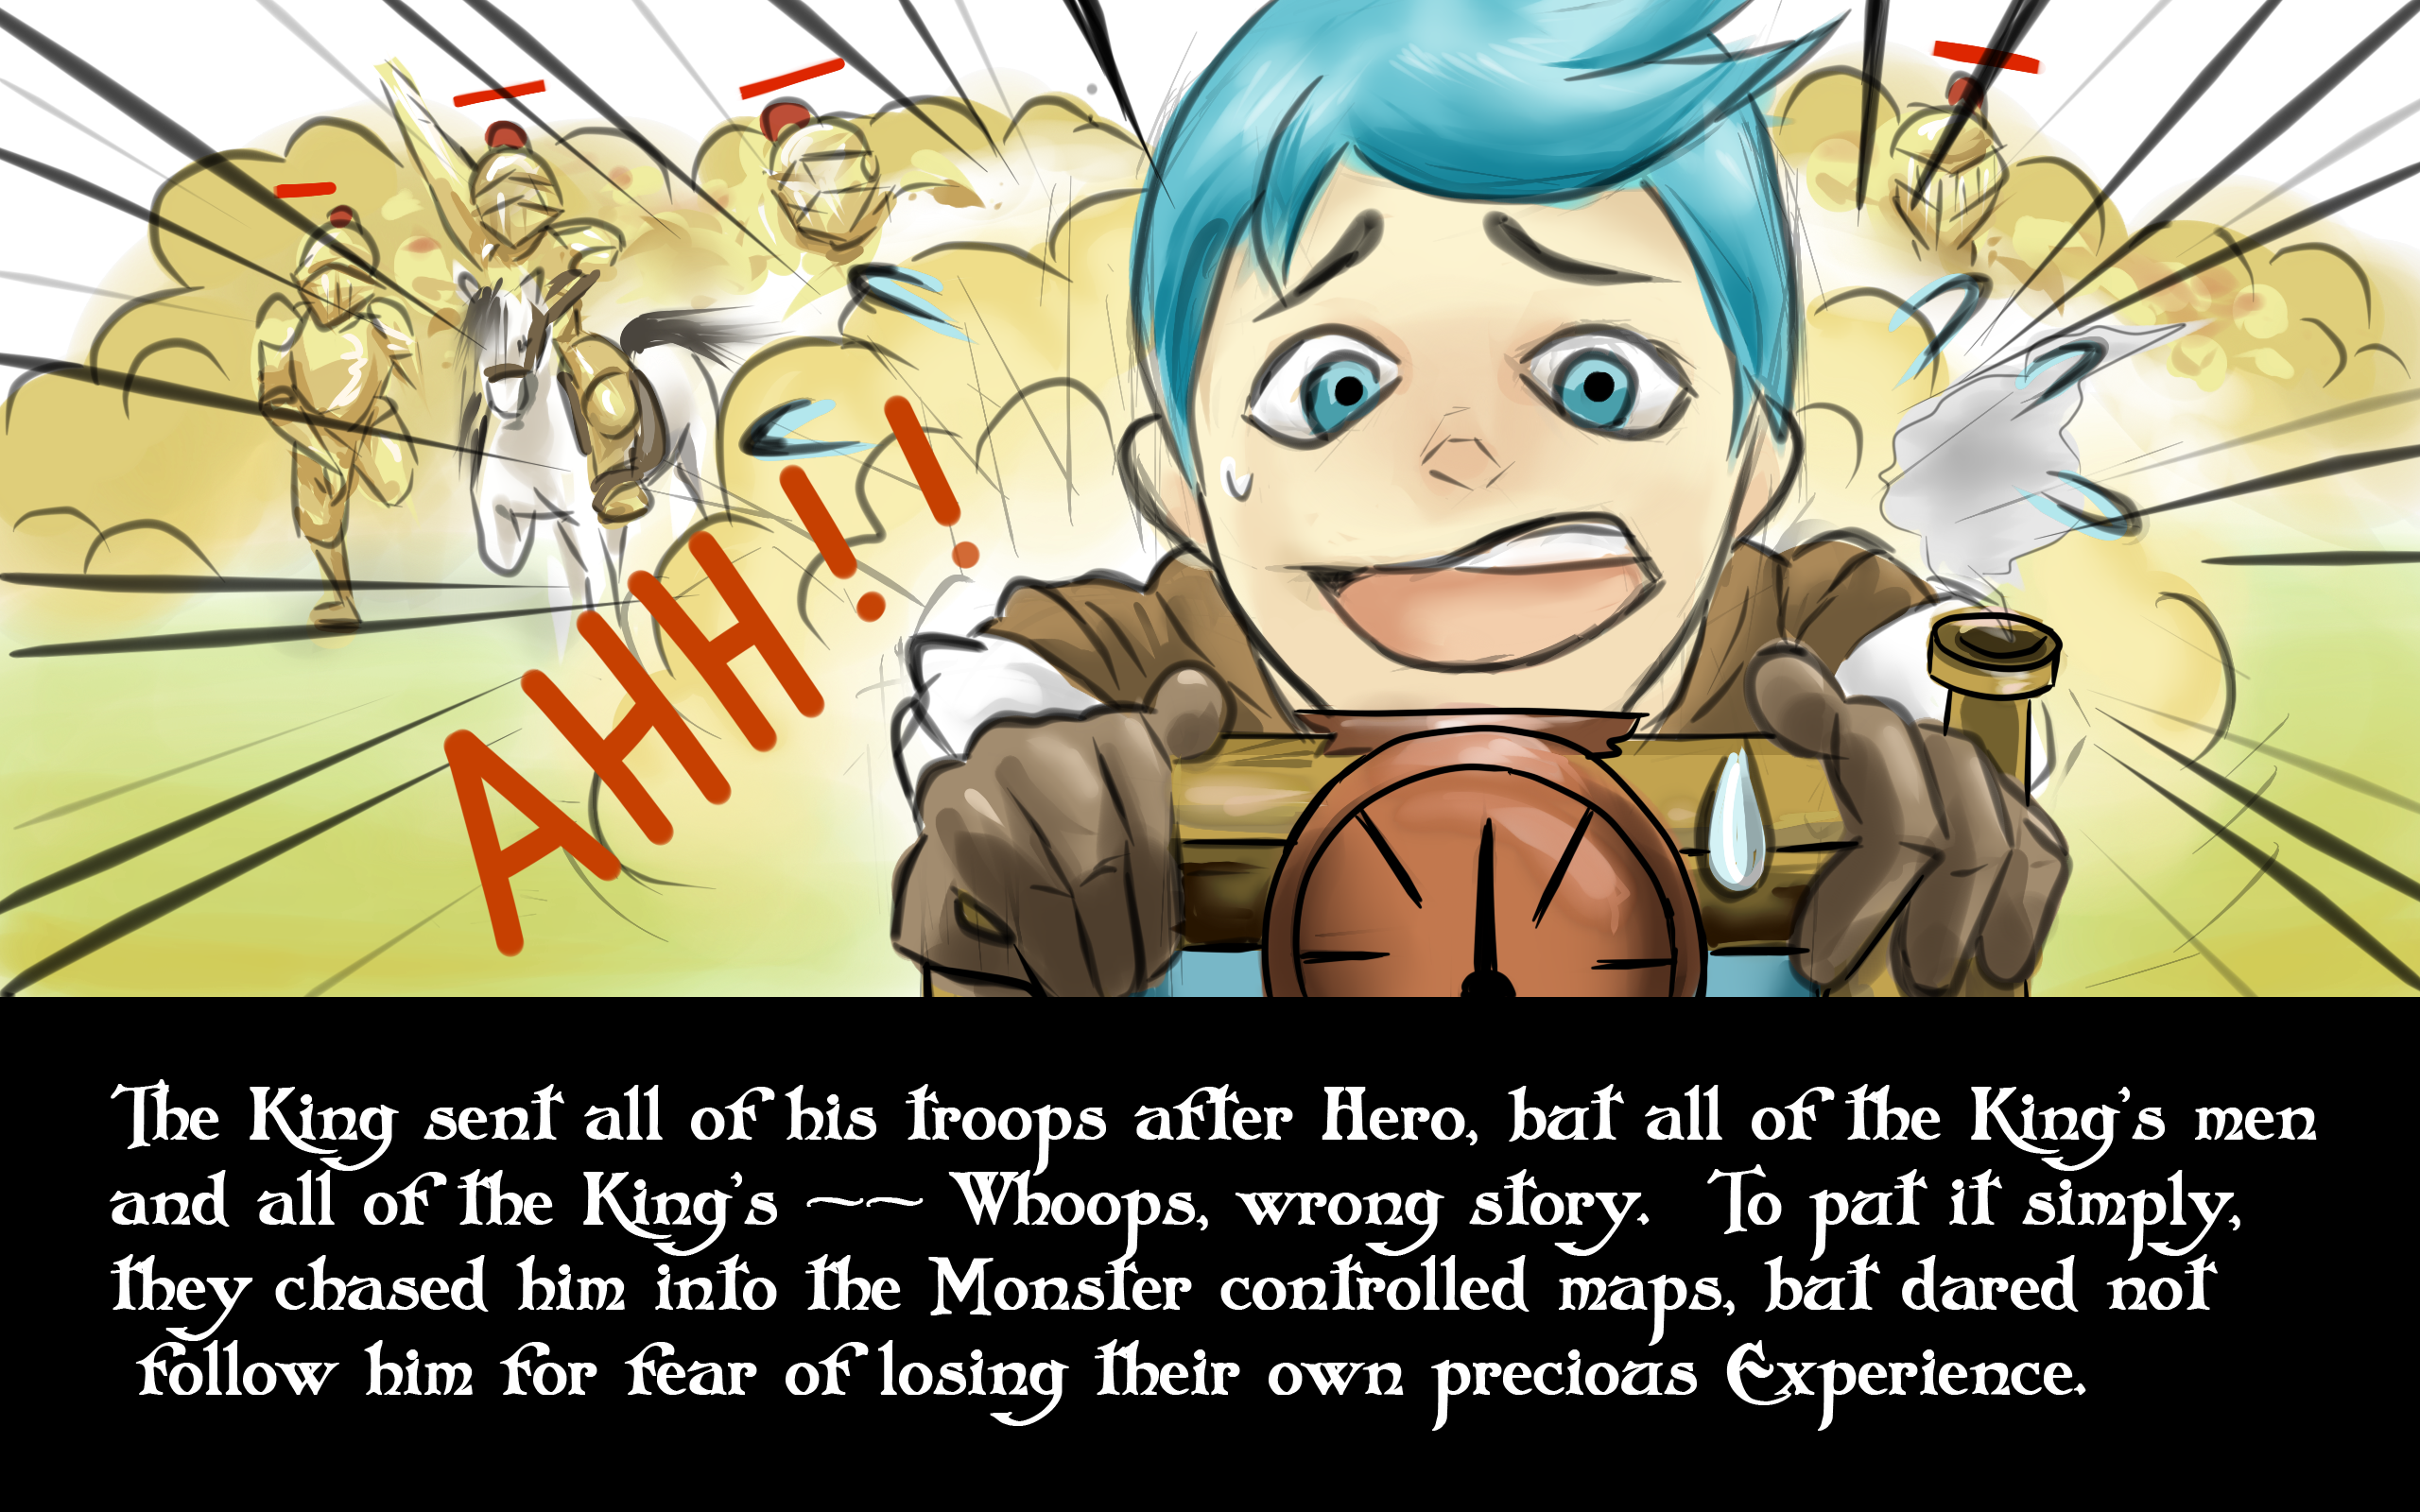 AHH!!
The King sent all of his troops after Hero, but all of the King's men
and all of the King's ~~ Whoops, wrong story. To put it simply,
they chased him into the Monster controlled maps, but dared not
follow him for fear of losing their own precious Experience.